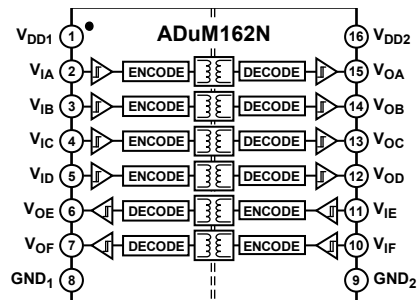 VDD1 1 ADuM162N 16 VDD2
VIA 2 ENCODE DECODE 15 VOA
VIB 3 ENCODE DECODE 14 VOB
VIC 4 ENCODE DECODE 13 VOC
VID 5 ENCODE DECODE 12 VOD
VOE 6 DECODE ENCODE 11 VIE
VOF 7 DECODE ENCODE 10 VIF
GND1 8 9 GND2